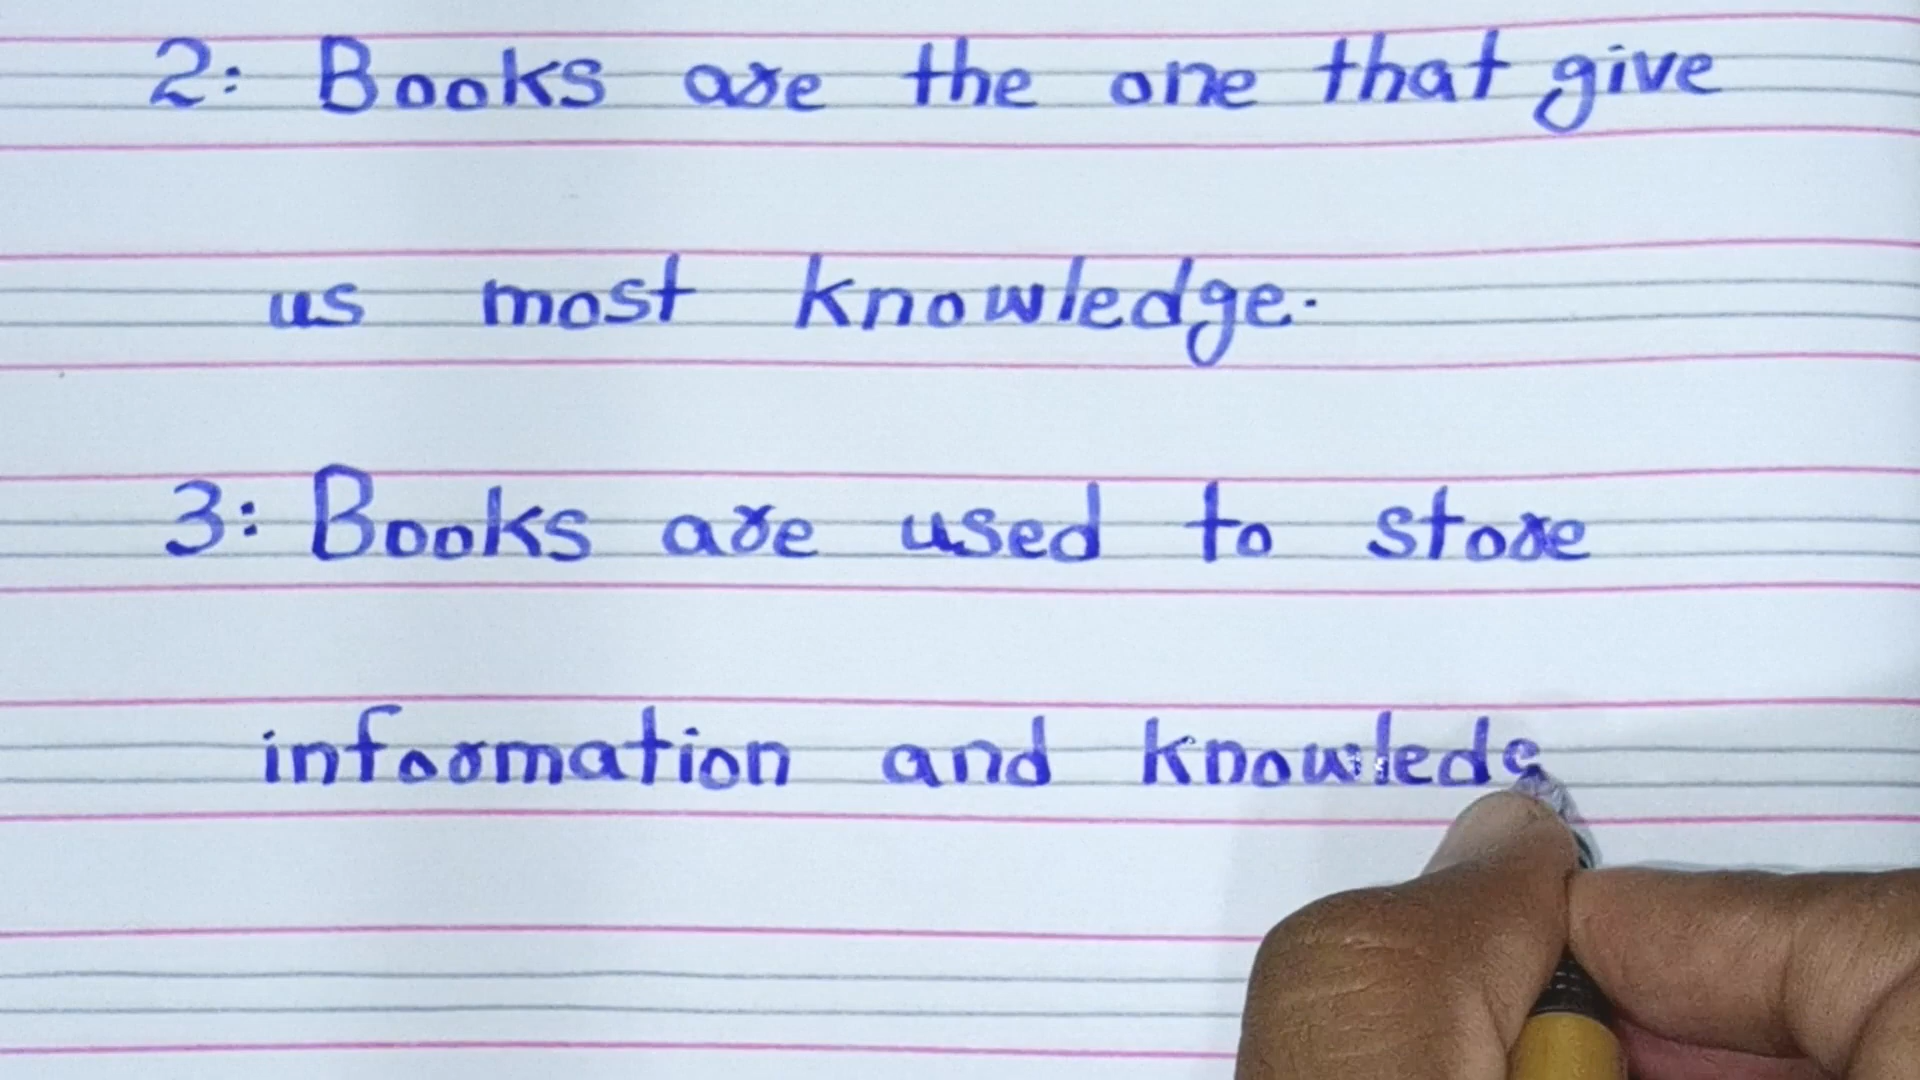 2: Books are the one that give
us most knowledge.
3: Books are used to store
information and knowled